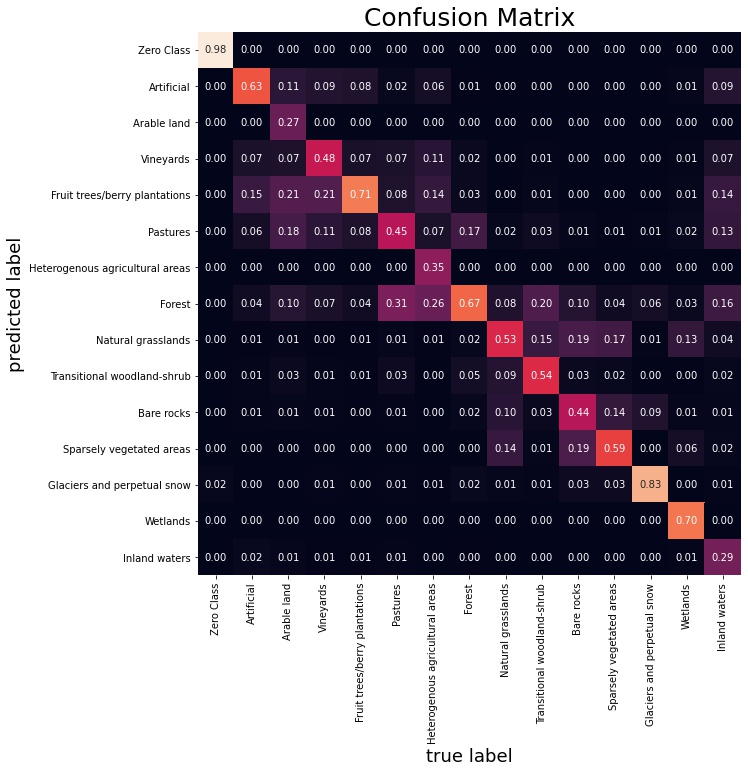 Confusion Matrix
predicted label
Zero Class 0.98 0.00 0.00 0.00 0.00 0.00 0.00 0.00 0.00 0.00 0.00 0.00 0.00 0.00 0.00
Artificial 0.00 0.63 0.11 0.09 0.08 0.02 0.06 0.01 0.00 0.00 0.00 0.00 0.00 0.01 0.09
Arable land 0.00 0.00 0.27 0.00 0.00 0.00 0.00 0.00 0.00 0.00 0.00 0.00 0.00 0.00 0.00
Vineyards 0.00 0.07 0.07 0.48 0.07 0.07 0.11 0.02 0.00 0.01 0.00 0.00 0.00 0.01 0.07
Fruit trees/berry plantations 0.00 0.15 0.21 0.21 0.71 0.08 0.14 0.03 0.00 0.01 0.00 0.00 0.00 0.01 0.14
Pastures 0.00 0.06 0.18 0.11 0.08 0.45 0.07 0.17 0.02 0.03 0.01 0.01 0.01 0.02 0.13
Heterogenous agricultural areas 0.00 0.00 0.00 0.00 0.00 0.00 0.35 0.00 0.00 0.00 0.00 0.00 0.00 0.00 0.00
Forest 0.00 0.04 0.10 0.07 0.04 0.31 0.26 0.67 0.08 0.20 0.10 0.04 0.06 0.03 0.16
Natural grasslands 0.00 0.01 0.01 0.01 0.00 0.01 0.01 0.02 0.53 0.15 0.19 0.17 0.01 0.13 0.04
Transitional woodland-shrub 0.00 0.01 0.03 0.01 0.01 0.03 0.00 0.05 0.09 0.54 0.03 0.02 0.00 0.00 0.02
Bare rocks 0.00 0.01 0.01 0.01 0.00 0.01 0.00 0.02 0.10 0.03 0.44 0.14 0.09 0.01 0.01
Sparsely vegetated areas 0.00 0.00 0.00 0.00 0.00 0.00 0.00 0.00 0.14 0.01 0.19 0.59 0.00 0.06 0.02
Glaciers and perpetual snow 0.02 0.00 0.00 0.01 0.00 0.01 0.01 0.02 0.01 0.01 0.03 0.03 0.83 0.00 0.01
Wetlands 0.00 0.00 0.00 0.00 0.00 0.00 0.00 0.00 0.00 0.00 0.00 0.00 0.00 0.70 0.00
Inland waters 0.00 0.02 0.01 0.01 0.01 0.01 0.00 0.00 0.00 0.00 0.00 0.00 0.00 0.01 0.29
Zero Class
Artificial
Arable land
Vineyards
Fruit trees/berry plantations
Pastures
Heterogenous agricultural areas
Forest
Natural grasslands
Transitional woodland-shrub
Bare rocks
Sparsely vegetated areas
Glaciers and perpetual snow
Wetlands
Inland waters
true label